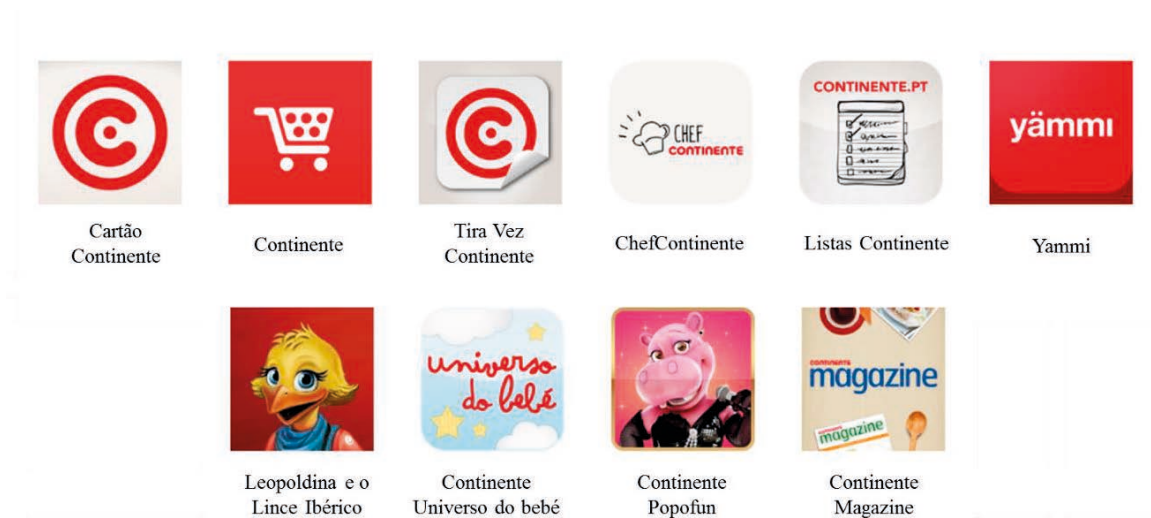 CHEF
CONTINENTE
CONTINENTE.PT
yämmı
Cartão
Continente
Continente
Tira Vez
Continente
ChefContinente
Listas Continente
Yammi
universo
do bebé
continente
magazine
magazine
Leopoldina e o
Lince Ibérico
Continente
Universo do bebé
Continente
Popofun
Continente
Magazine